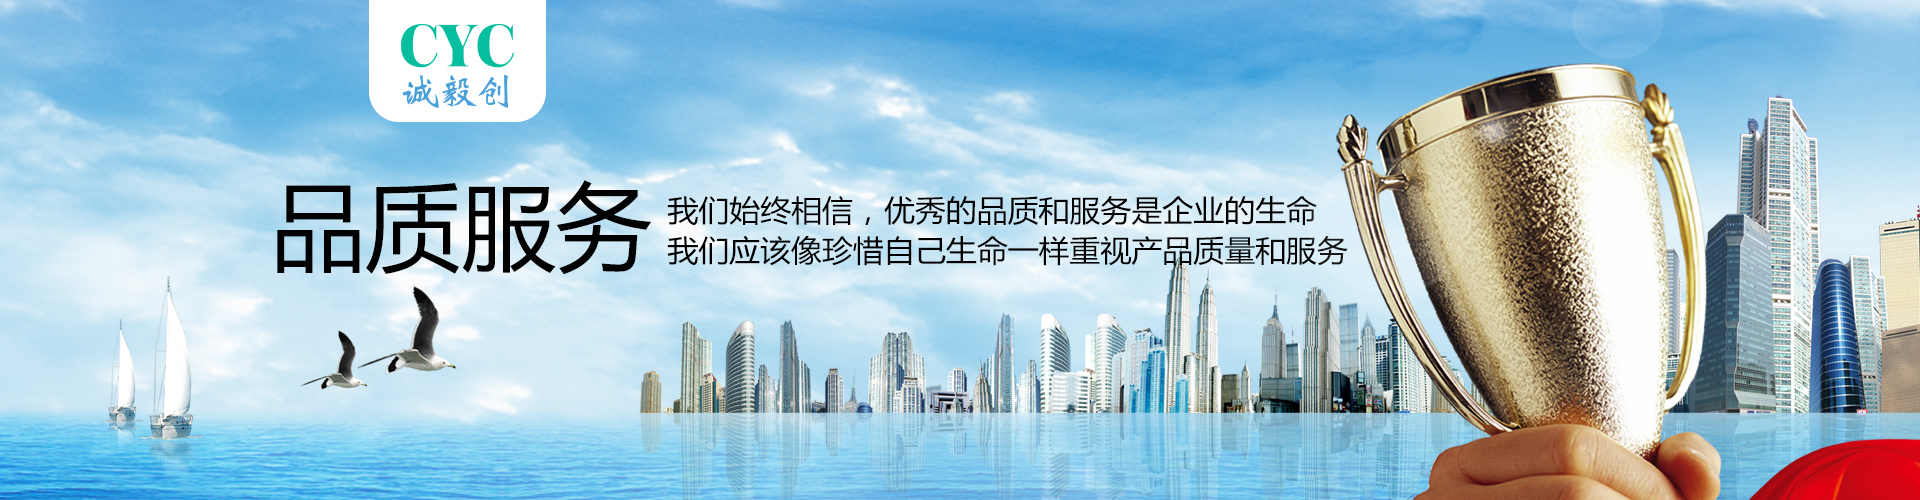 CYC
诚毅创
品质服务
我们始终相信，优秀的品质和服务是企业的生命
我们应该像珍惜自己生命一样重视产品质量和服务